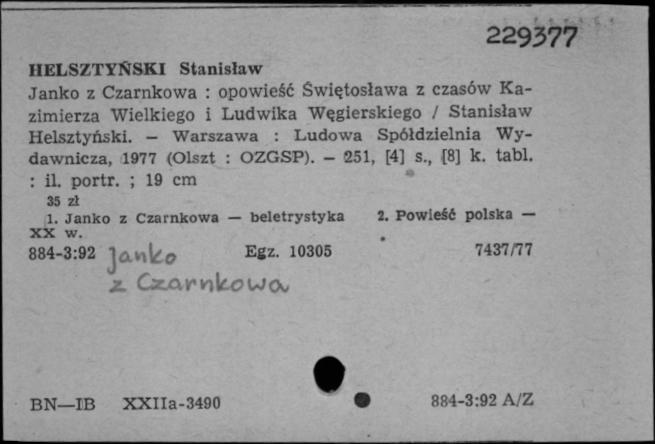 229377
HELSZTYŃSKI Stanisław
Janko z Czarnkowa : opowieść Świętosława z czasów Ka-
zimierza Wielkiego i Ludwika Węgierskiego / Stanisław
Helsztyński. — Warszawa : Ludowa Spółdzielnia Wy-
dawnicza, 1977 (Olszt : OZGSP). — 251, [4] s., [8] k. tabl.
: il. portr. ; 19 cm
35 zł
1. Janko z Czarnkowa — beletrystyka 2. Powieść polska —
XX w.
884-3:92 Janko Egz. 10305 7437/77
z Czarnkowa
BN—IB XXIIa-3490 884-3:92 A/Z